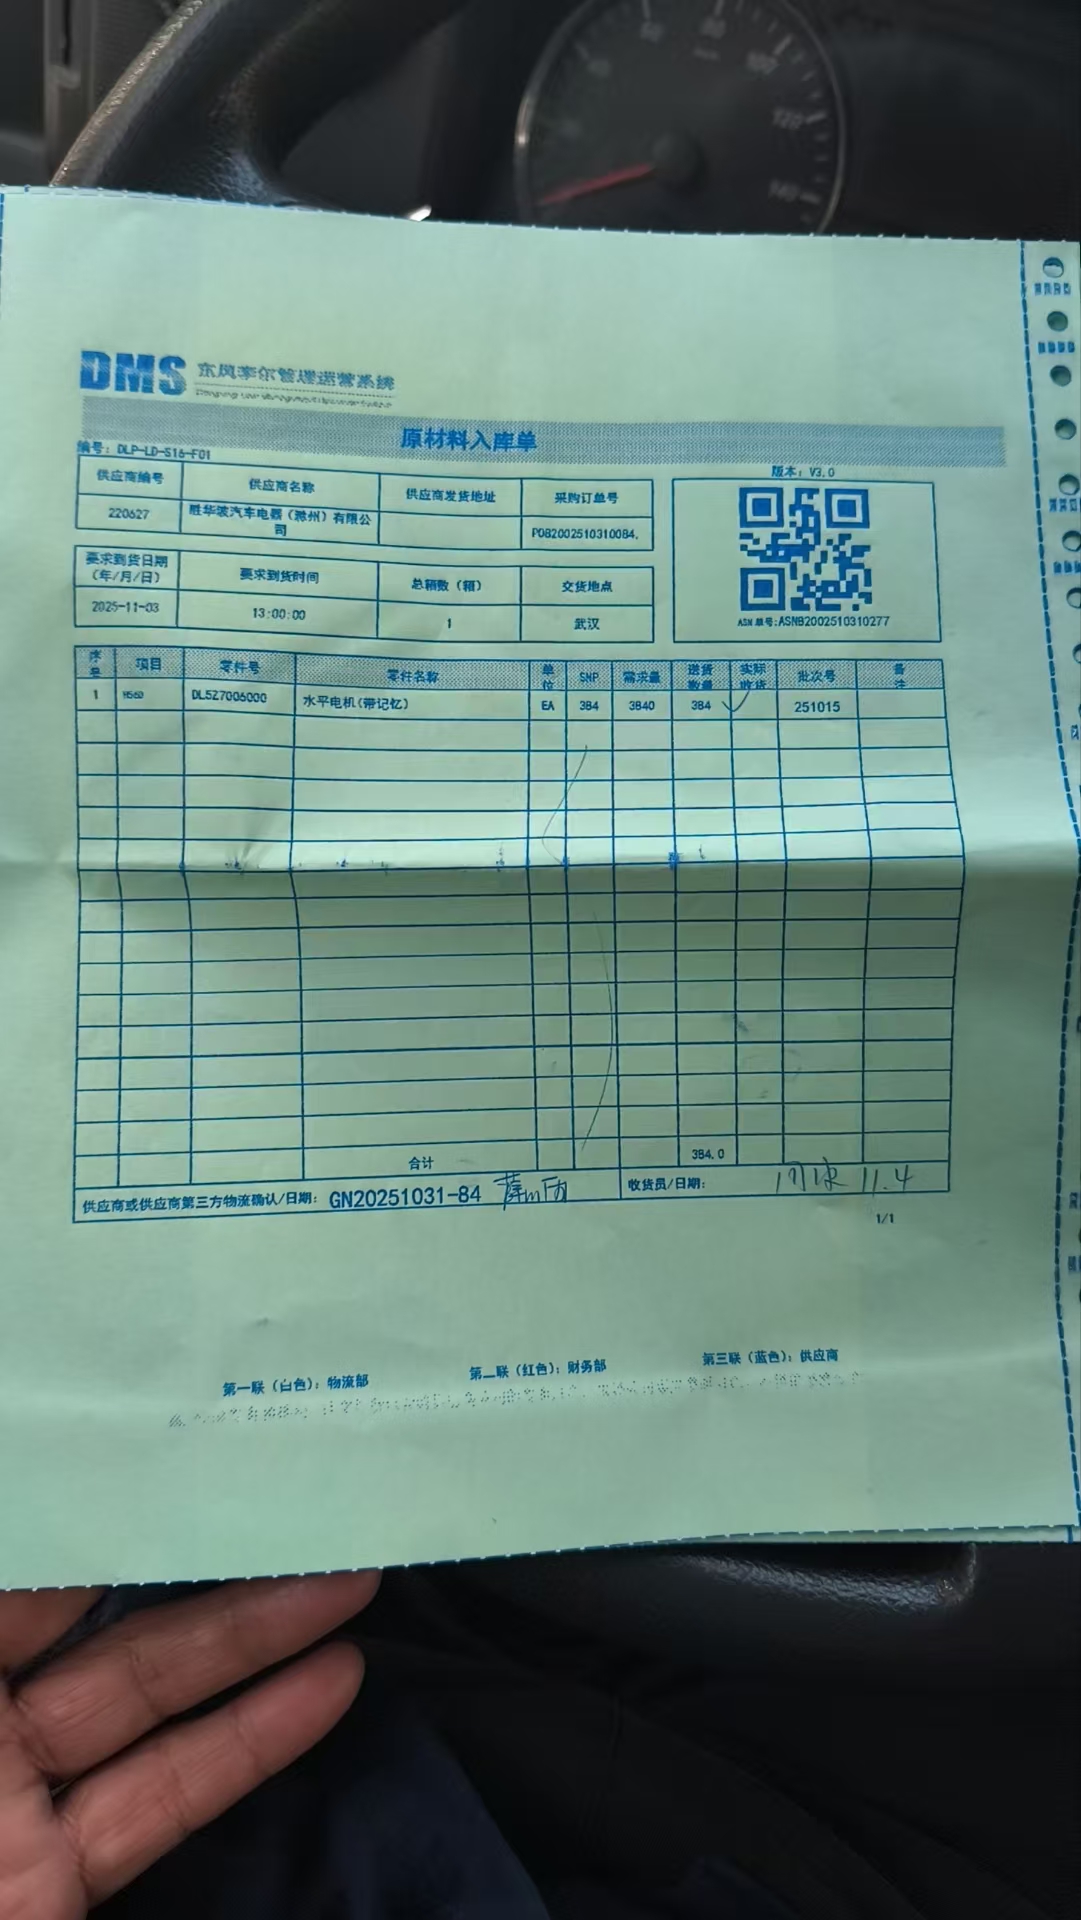 DMS 东风李尔管理运营系统
原材料入库单
编号: DLP-LD-S16-F01
版本: V3.0
供应商编号 供应商名称 供应商发货地址 采购订单号
220627 胜华波汽车电器（滁州）有限公司 PO82002510310084.
要求到货日期（年/月/日） 要求到货时间 总箱数（箱） 交货地点
2025-11-03 13:00:00 1 武汉
ASN 单号:ASNB2002510310277
序号 项目 零件号 零件名称 单位 SNP 需求量 送货数量 实际收货 批次号 备注
1 H56D DL5Z7006000 水平电机(带记忆) EA 384 3840 384 251015
合计 384.0
供应商或供应商第三方物流确认/日期: GN20251031-84
收货员/日期: 11.4
1/1
第一联（白色）: 物流部 第二联（红色）: 财务部 第三联（蓝色）: 供应商